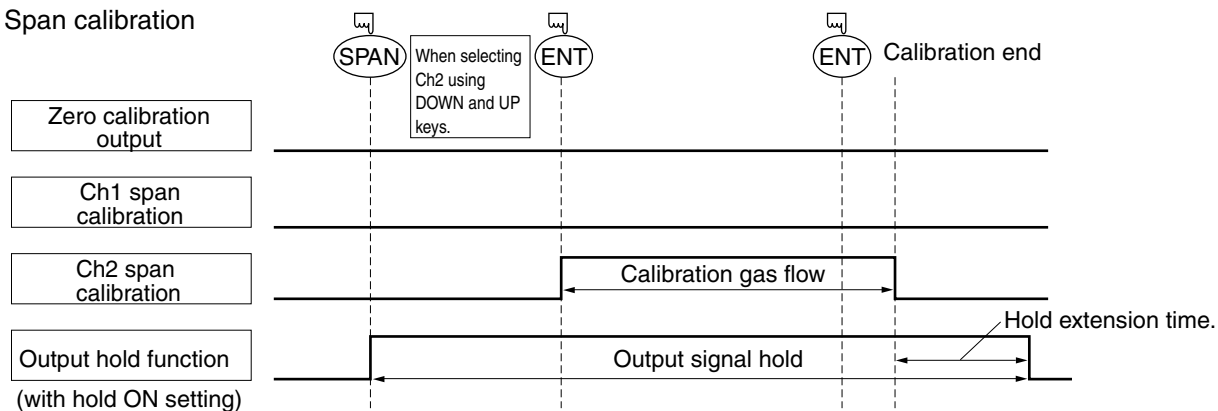 Span calibration
SPAN
When selecting
Ch2 using
DOWN and UP
keys.
ENT
ENT
Calibration end
Zero calibration
output
Ch1 span
calibration
Ch2 span
calibration
Calibration gas flow
Hold extension time.
Output hold function
Output signal hold
(with hold ON setting)